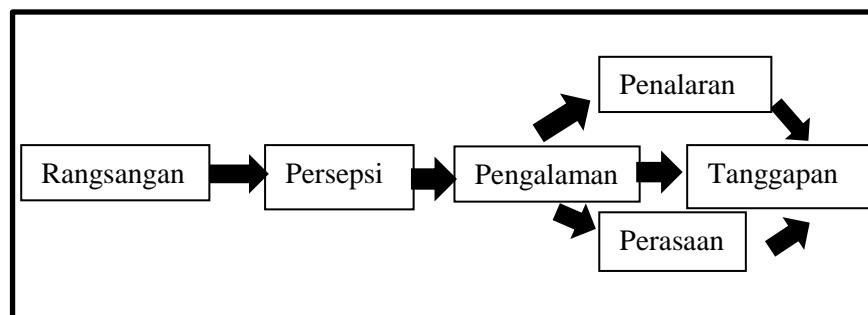 Penalaran
Rangsangan
Persepsi
Pengalaman
Tanggapan
Perasaan